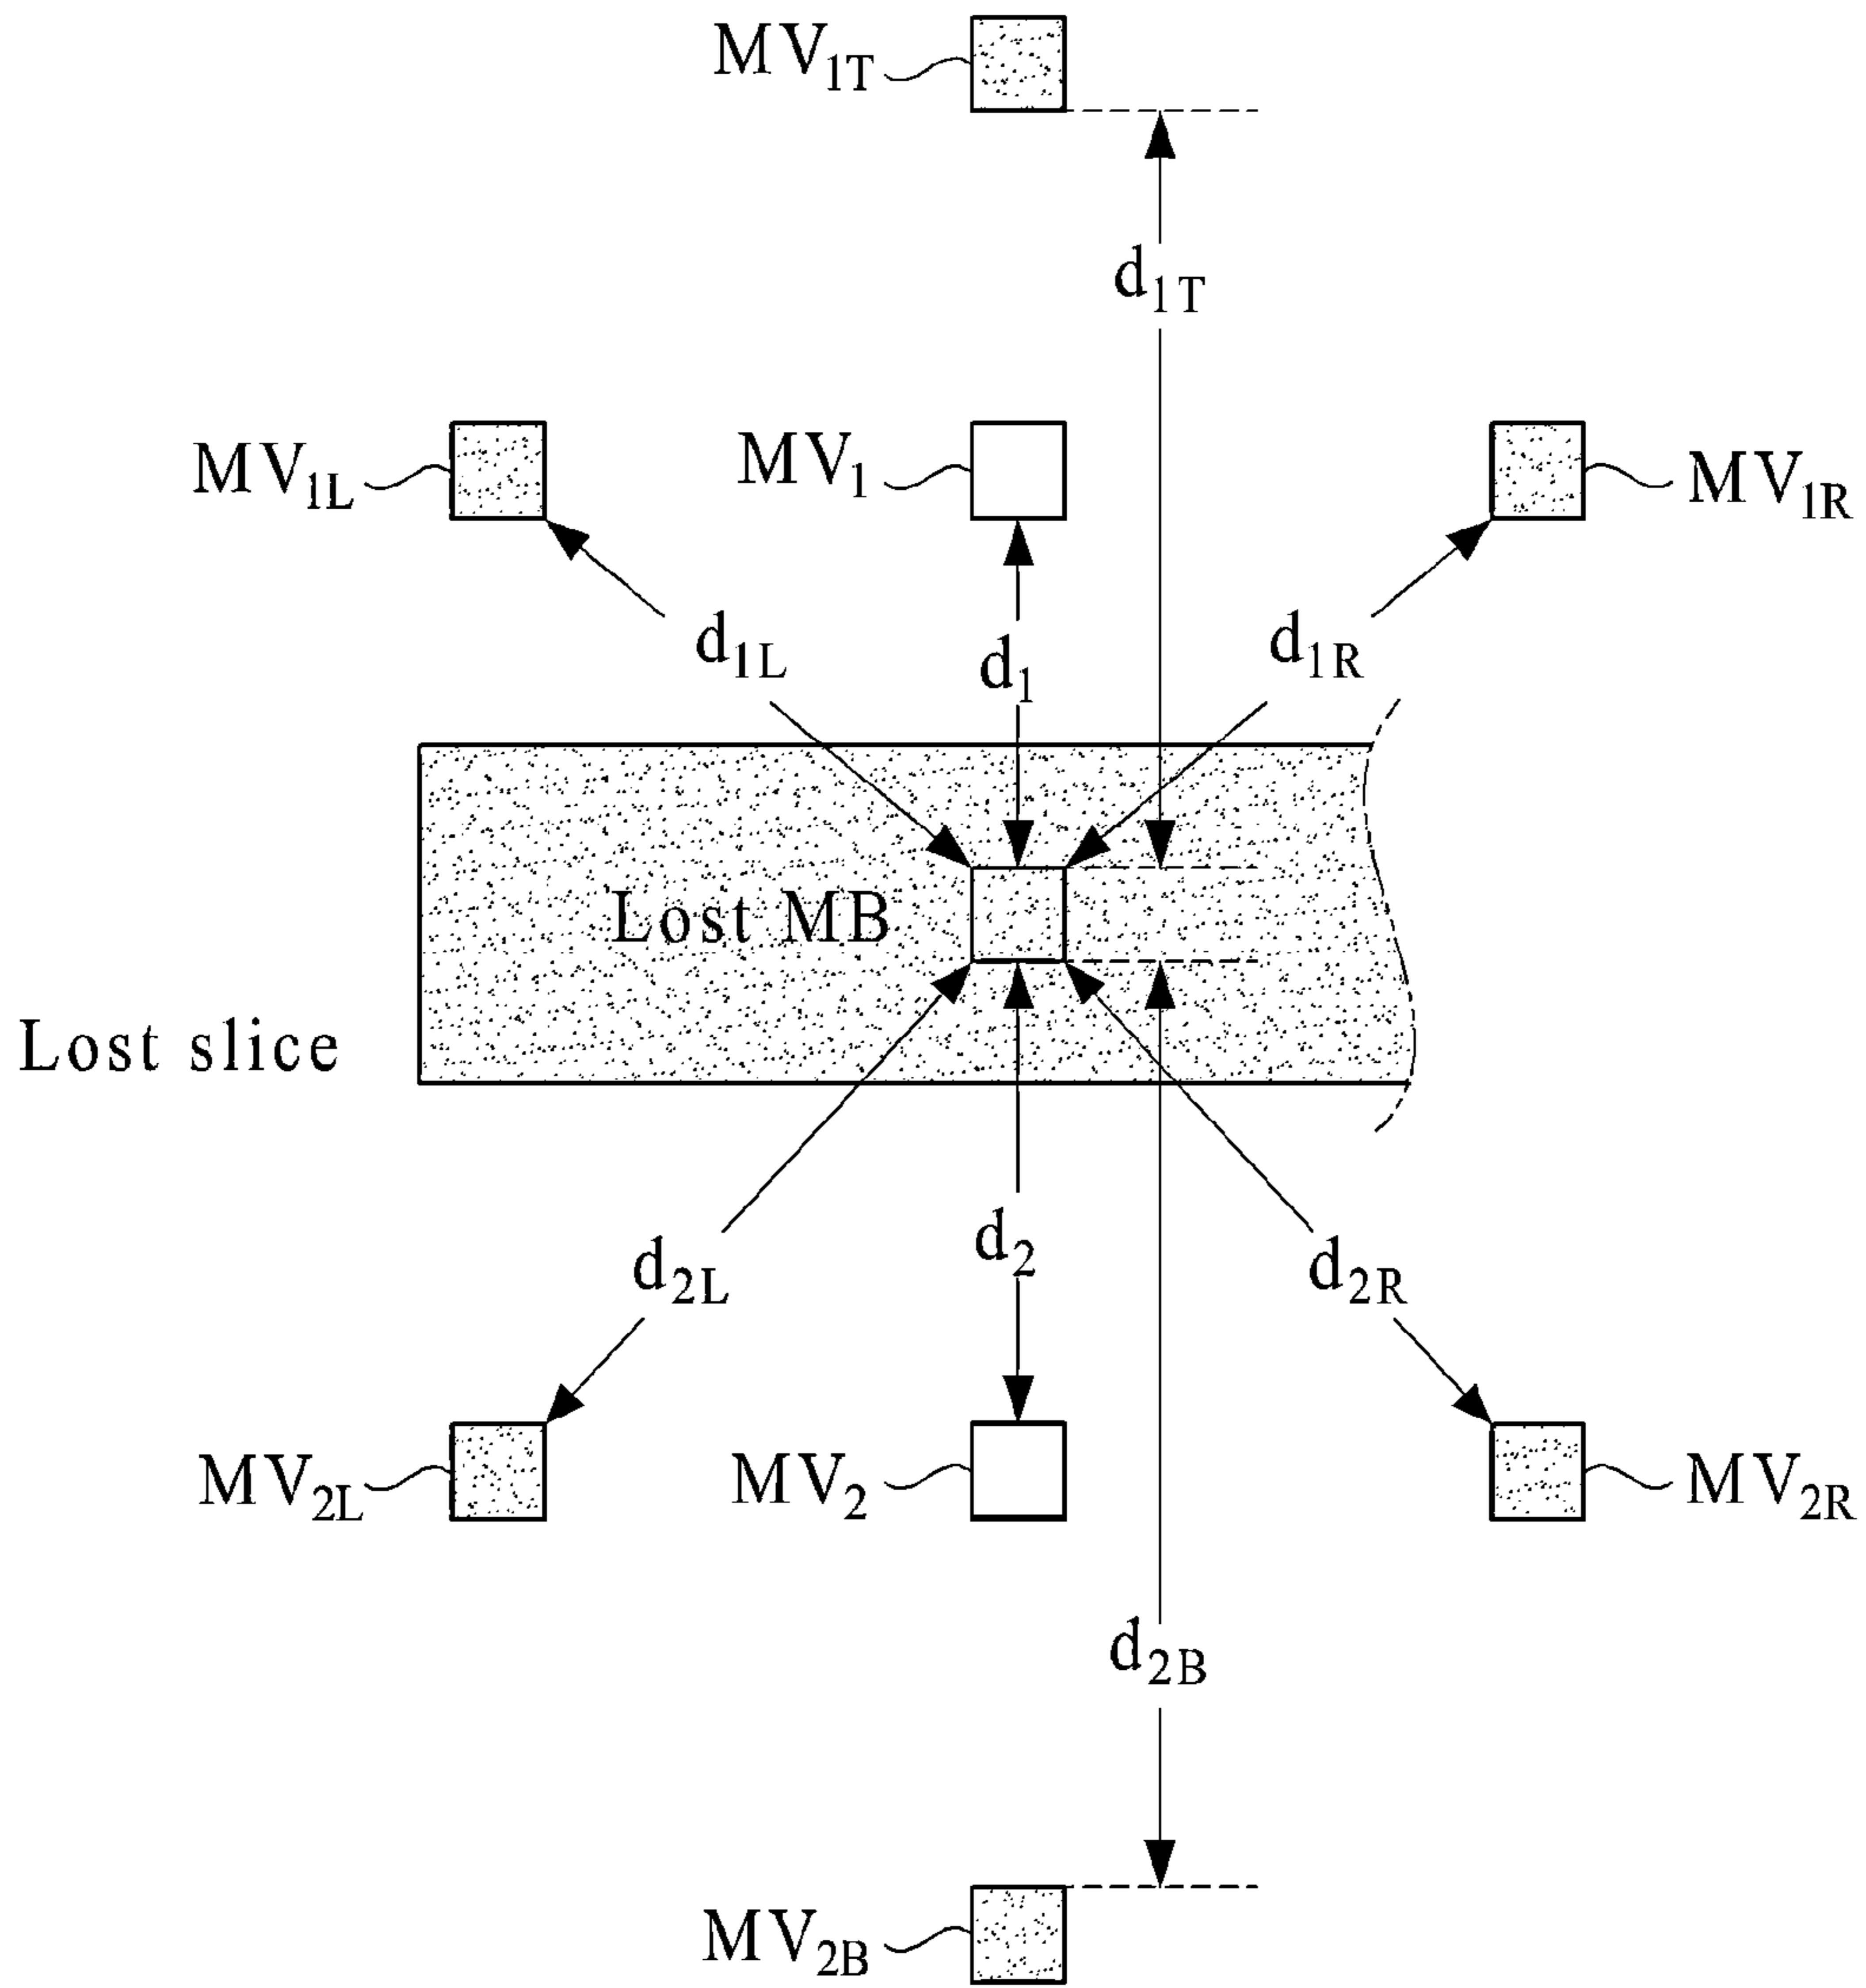 MV1T
d1T
MV1L
MV1
MV1R
d1L
d1
d1R
Lost MB
Lost slice
d2L
d2
d2R
MV2L
MV2
MV2R
d2B
MV2B